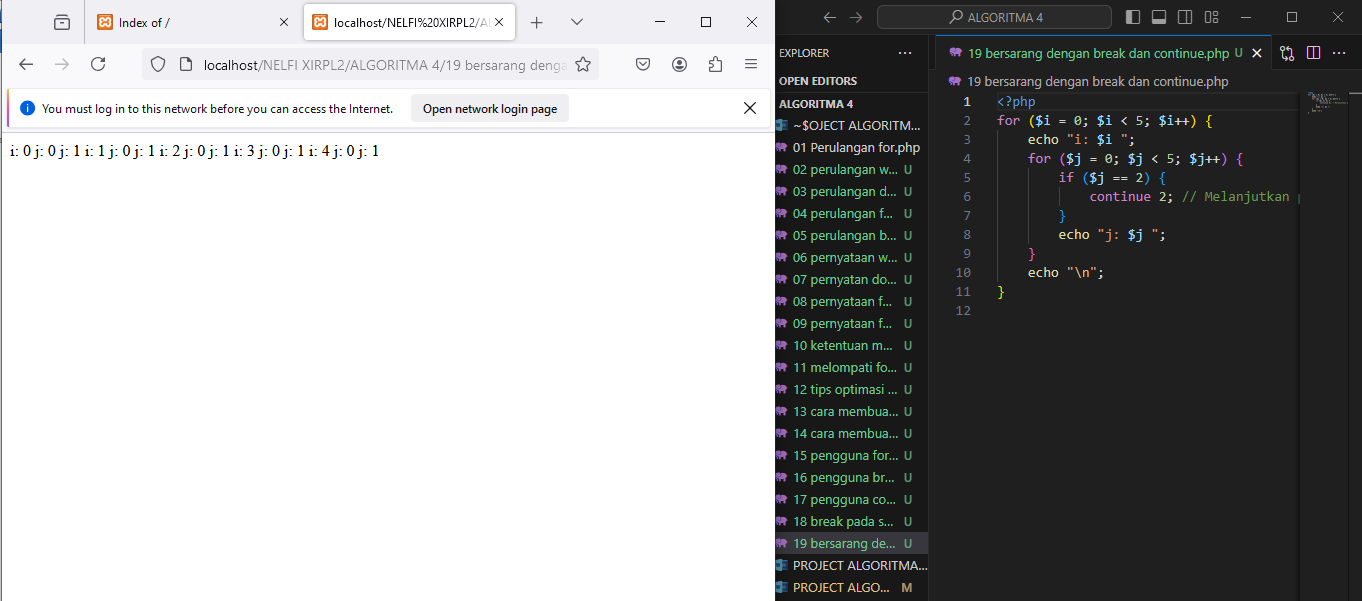 Index of /
localhost/NELFI%20XIRPL2/Al
localhost/NELFI XIRPL2/ALGORITMA 4/19 bersarang denga
You must log in to this network before you can access the Internet.
Open network login page
i: 0 j: 0 j: 1 i: 1 j: 0 j: 1 i: 2 j: 0 j: 1 i: 3 j: 0 j: 1 i: 4 j: 0 j: 1
ALGORITMA 4
EXPLORER
OPEN EDITORS
ALGORITMA 4
~$OJECT ALGORITM...
01 Perulangan for.php
02 perulangan w... U
03 perulangan d... U
04 perulangan f... U
05 perulangan b... U
06 pernyataan w... U
07 pernyatan do... U
08 pernyataan f... U
09 pernyataan f... U
10 ketentuan m... U
11 melompati fo... U
12 tips optimasi ... U
13 cara membua... U
14 cara membua... U
15 pengguna for... U
16 pengguna br... U
17 pengguna co... U
18 break pada s... U
19 bersarang de... U
PROJECT ALGORITMA...
PROJECT ALGO... M
19 bersarang dengan break dan continue.php U
19 bersarang dengan break dan continue.php
1 <?php
2 for ($i = 0; $i < 5; $i++) {
3 echo "i: $i ";
4 for ($j = 0; $j < 5; $j++) {
5 if ($j == 2) {
6 continue 2; // Melanjutkan
7 }
8 echo "j: $j ";
9 }
10 echo "\n";
11 }
12